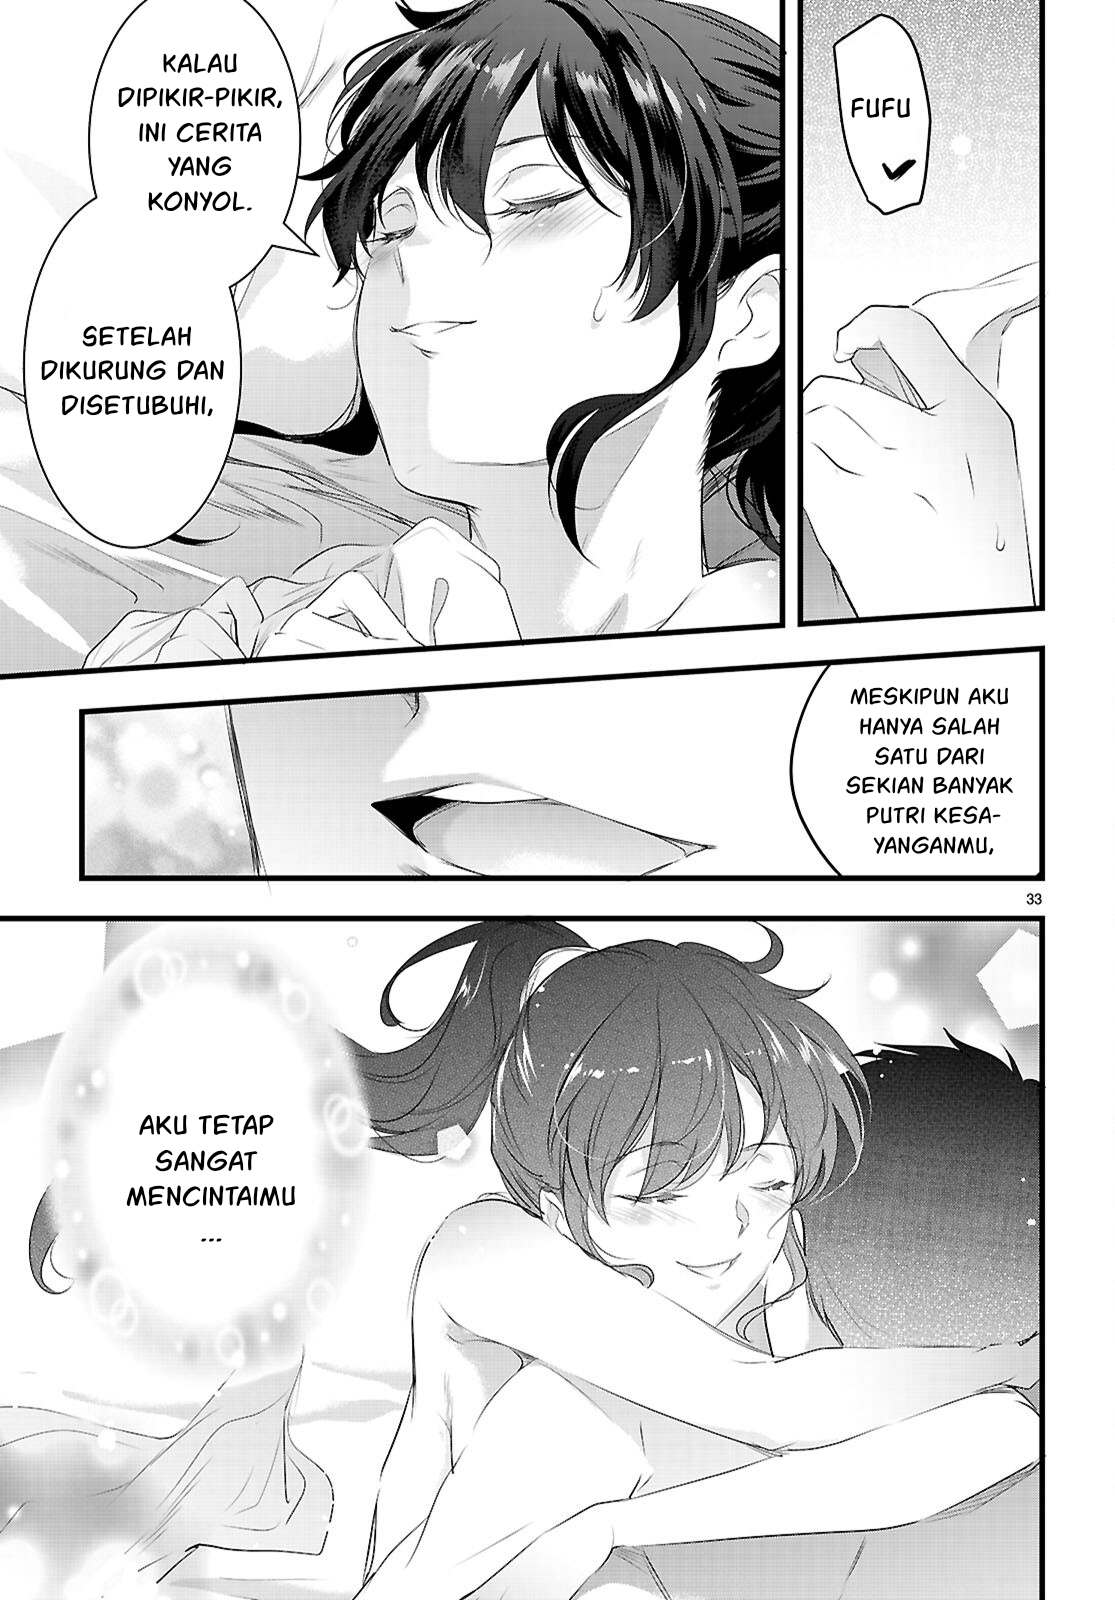 FUFU
KALAU
DIPIKIR-PIKIR,
INI CERITA
YANG
KONYOL.
SETELAH
DIKURUNG DAN
DISETUBUHI,
MESKIPUN AKU
HANYA SALAH
SATU DARI
SEKIAN BANYAK
PUTRI KESA-
YANGANMU,
33
AKU TETAP
SANGAT
MENCINTAIMU
...